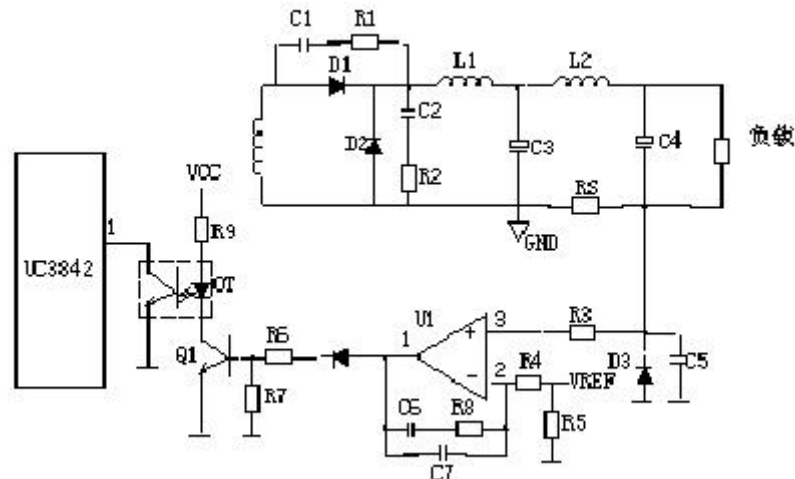 C1
R1
D1
L1
L2
C2
D2
C3
C4
负载
R2
RS
GND
VCC
1
R9
UC3842
OT
U1
3
R3
1
2
Q1
R6
R4
VREF
D3
C5
R7
C6
R8
R5
C7